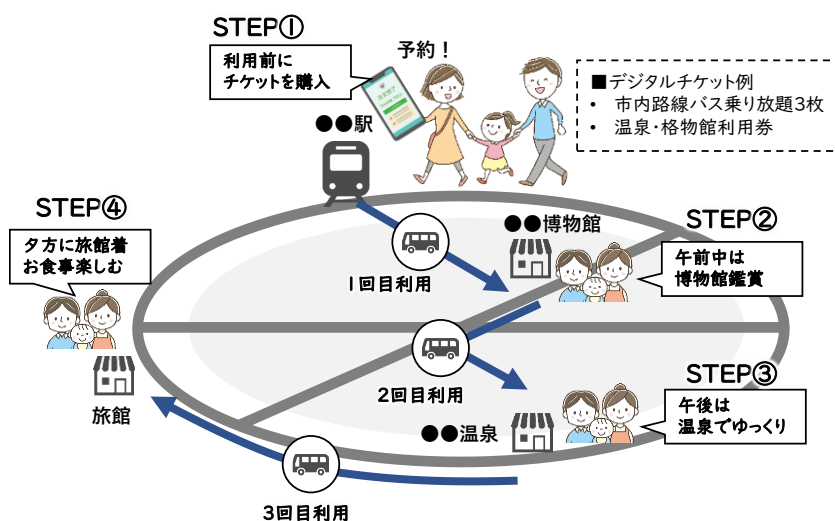 STEP①
利用前に
チケットを購入
予約！
■デジタルチケット例
• 市内路線バス乗り放題3枚
• 温泉・格物館利用券
●●駅
STEP④
夕方に旅館着
お食事楽しむ
●●博物館
STEP②
午前中は
博物館鑑賞
1回目利用
2回目利用
STEP③
午後は
温泉でゆっくり
旅館
●●温泉
3回目利用